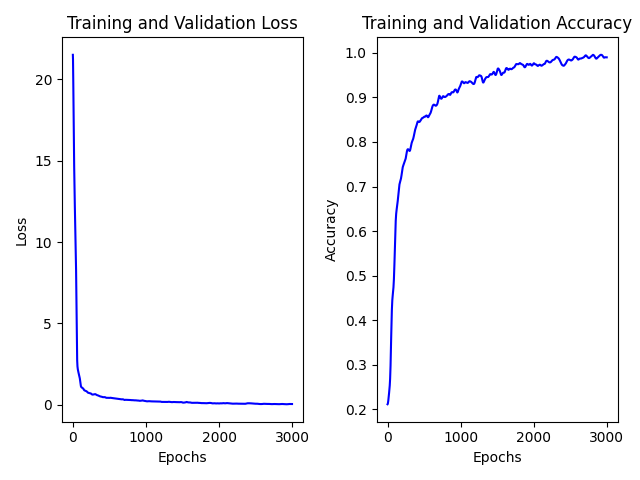 Training and Validation Loss
20
15
10
5
0
Loss
0 1000 2000 3000
Epochs
Training and Validation Accuracy
1.0
0.9
0.8
0.7
0.6
0.5
0.4
0.3
0.2
Accuracy
0 1000 2000 3000
Epochs